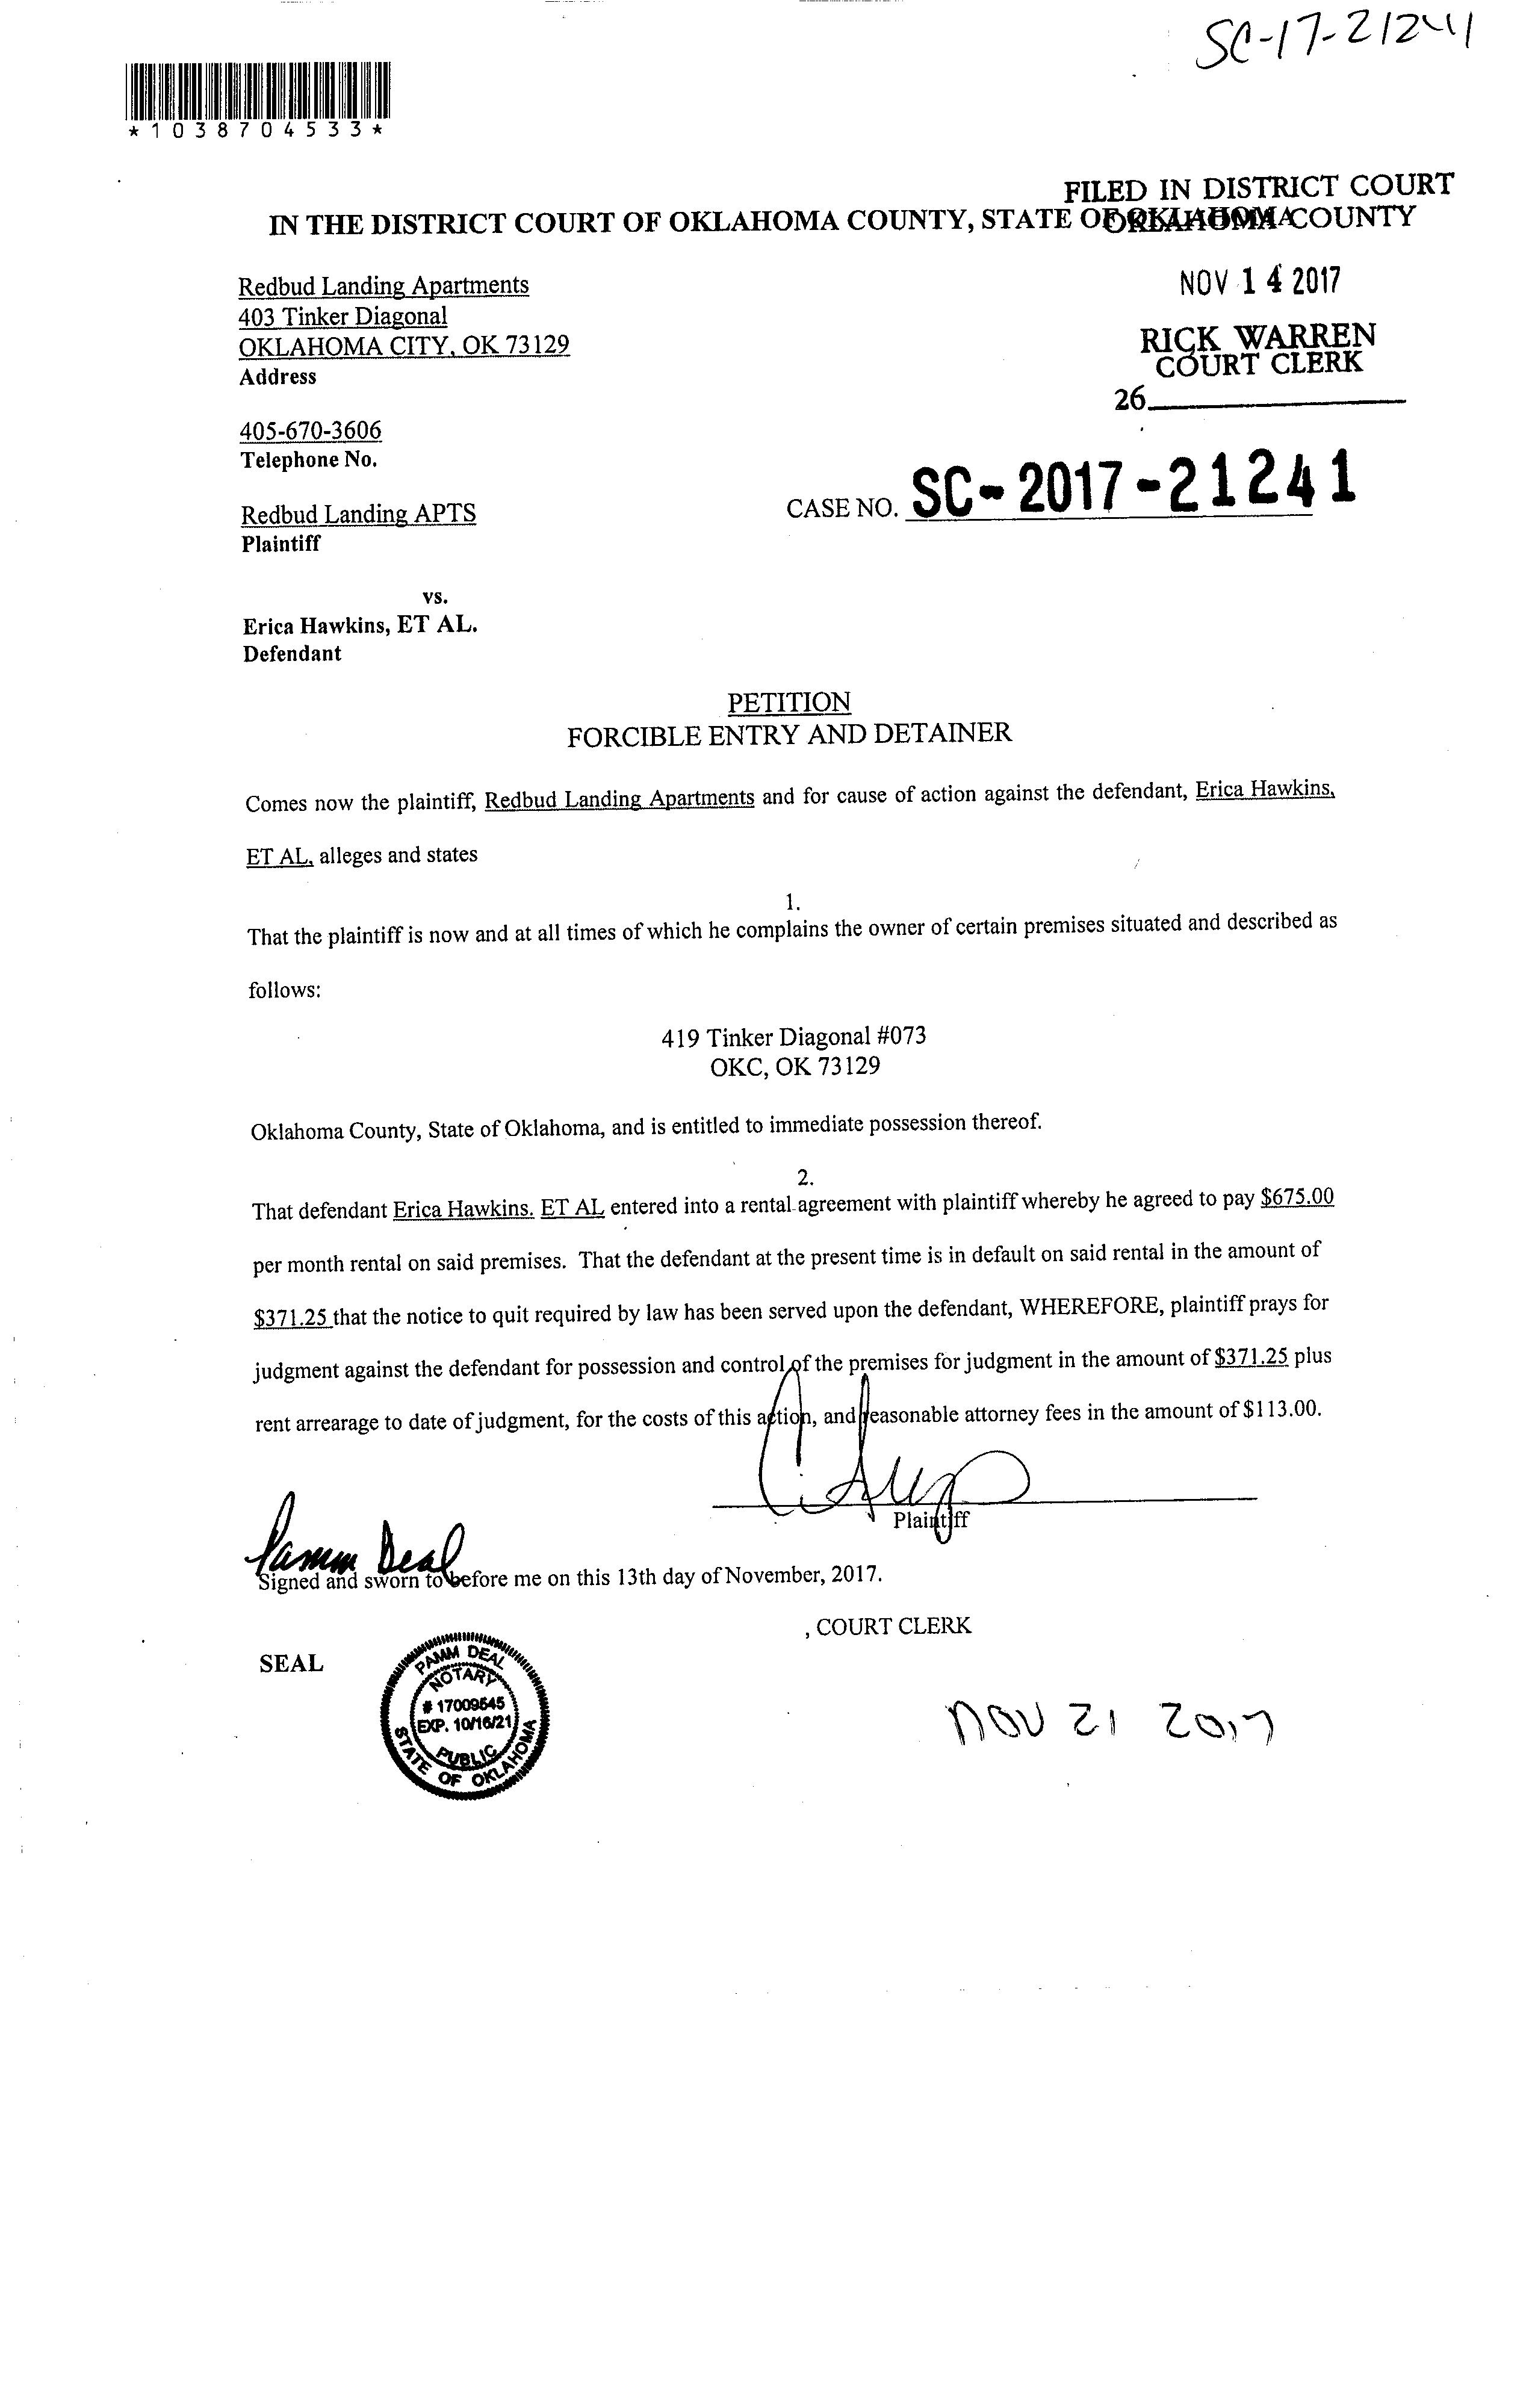 SC-17-21241
*1038704533*
FILED IN DISTRICT COURT
OKLAHOMA COUNTY
IN THE DISTRICT COURT OF OKLAHOMA COUNTY, STATE OF OKLAHOMA
Redbud Landing Apartments
403 Tinker Diagonal
OKLAHOMA CITY, OK 73129
Address
NOV 14 2017
RICK WARREN
COURT CLERK
26
405-670-3606
Telephone No.
CASE NO. SC-2017-21241
Redbud Landing APTS
Plaintiff
vs.
Erica Hawkins, ET AL.
Defendant
PETITION
FORCIBLE ENTRY AND DETAINER
Comes now the plaintiff, Redbud Landing Apartments and for cause of action against the defendant, Erica Hawkins,
ET AL, alleges and states
1.
That the plaintiff is now and at all times of which he complains the owner of certain premises situated and described as
follows:
419 Tinker Diagonal #073
OKC, OK 73129
Oklahoma County, State of Oklahoma, and is entitled to immediate possession thereof.
2.
That defendant Erica Hawkins. ET AL entered into a rental agreement with plaintiff whereby he agreed to pay $675.00
per month rental on said premises. That the defendant at the present time is in default on said rental in the amount of
$371.25 that the notice to quit required by law has been served upon the defendant, WHEREFORE, plaintiff prays for
judgment against the defendant for possession and control of the premises for judgment in the amount of $371.25 plus
rent arrearage to date of judgment, for the costs of this action, and reasonable attorney fees in the amount of $113.00.
Plaintiff
Pamm Deal
Signed and sworn to before me on this 13th day of November, 2017.
, COURT CLERK
SEAL
PAMM DEAL
NOTARY
# 17009545
EXP. 10/16/21
PUBLIC
STATE OF OKLAHOMA
NOV 21 2017